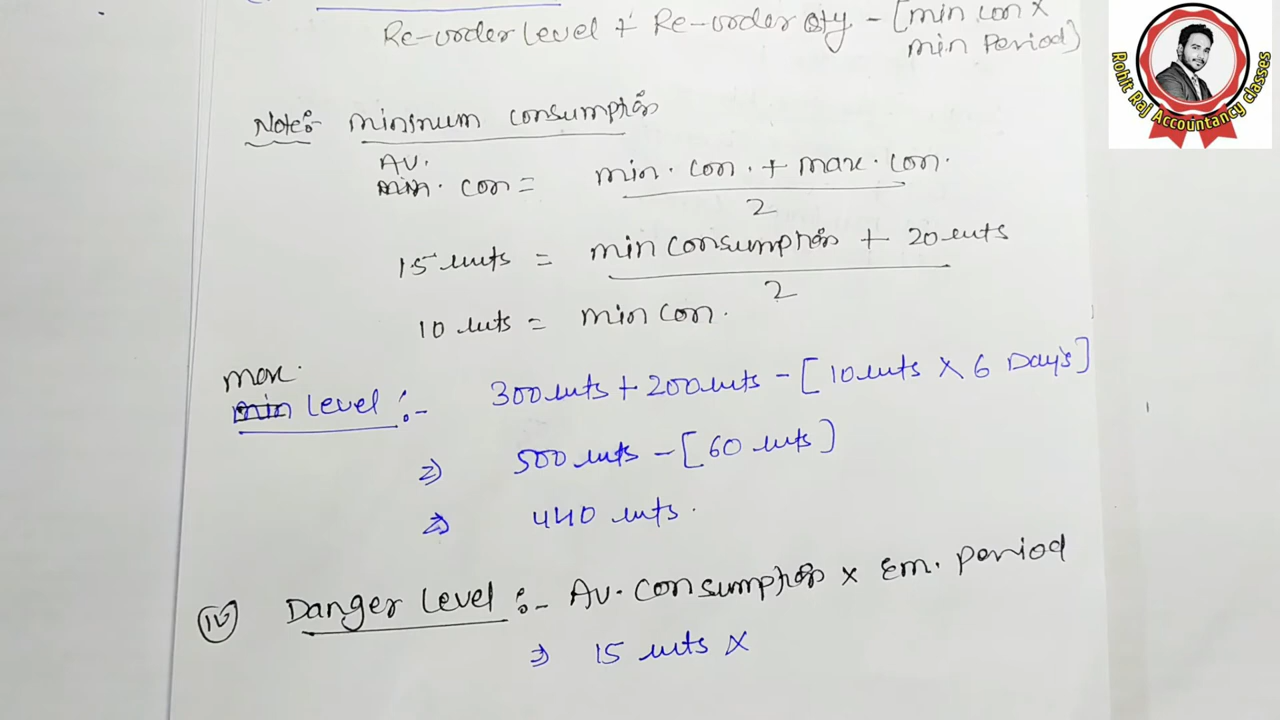 Re-order Level + Re-order Qty - [min con x
min Period]
Note:- minimum consumption
Av.
min. con = min. con. + max. con.
2
15 units = min consumption + 20 units
2
10 units = min con.
max.
min Level :- 300 units + 200 units - [10 units x 6 Days]
⇒ 500 units - [60 units]
⇒ 440 units.
(iv) Danger Level :- Av. consumption x Em. Period
⇒ 15 units x
Rohit Raj Accountancy classes